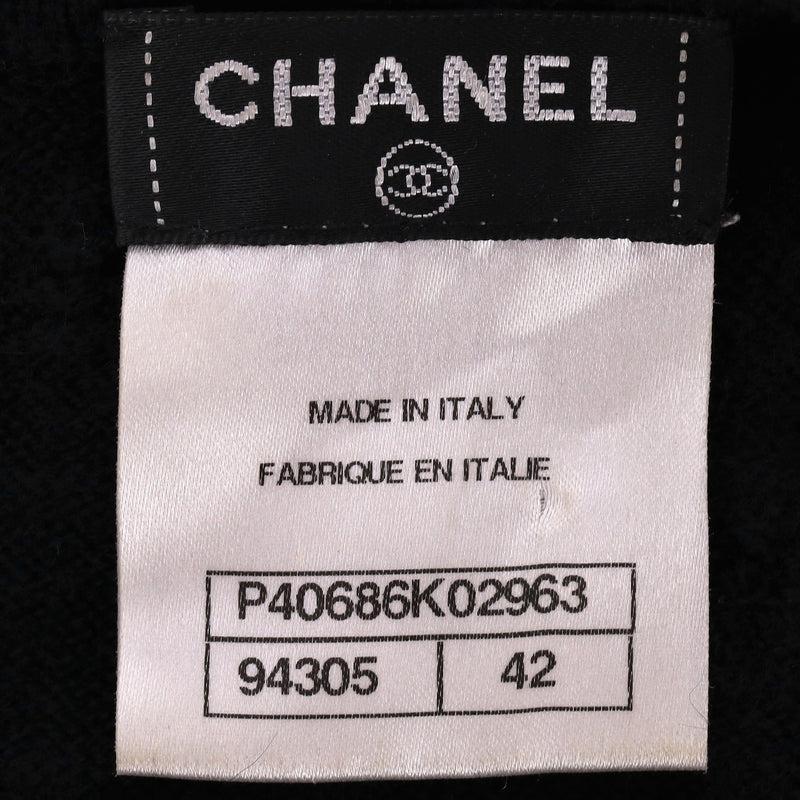 CHANEL
MADE IN ITALY
FABRIQUE EN ITALIE
P40686K02963
94305 42